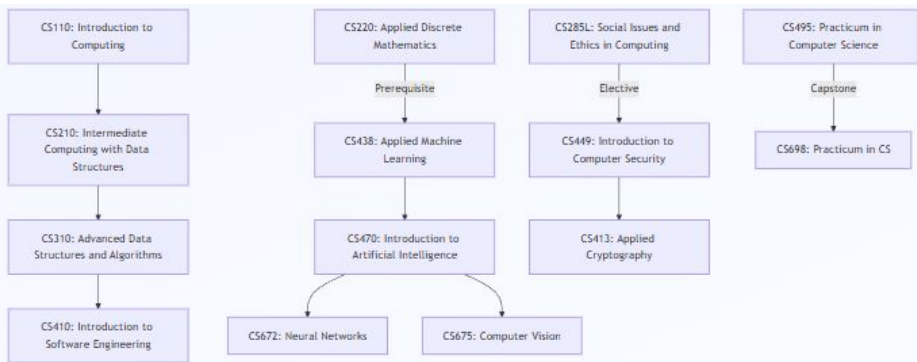 CS110: Introduction to
Computing
CS210: Intermediate
Computing with Data
Structures
CS310: Advanced Data
Structures and Algorithms
CS410: Introduction to
Software Engineering
CS220: Applied Discrete
Mathematics
Prerequisite
CS438: Applied Machine
Learning
CS470: Introduction to
Artificial Intelligence
CS672: Neural Networks
CS675: Computer Vision
CS285L: Social Issues and
Ethics in Computing
Elective
CS449: Introduction to
Computer Security
CS413: Applied
Cryptography
CS495: Practicum in
Computer Science
Capstone
CS698: Practicum in CS